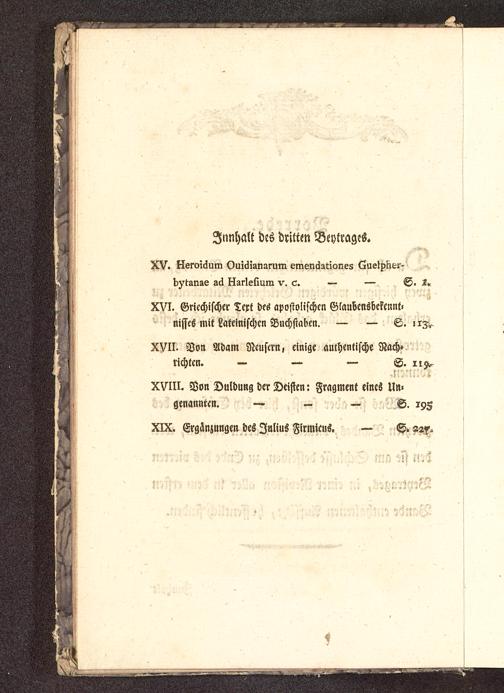 Innhalt des dritten Beytrages.
XV. Heroidum Ouidianarum emendationes Guelpher-
bytanae ad Harlesium v. c. — — S. 1.
XVI. Griechischer Text des apostolischen Glaubensbekennt-
nisses mit Lateinischen Buchstaben. — — S. 113.
XVII. Von Adam Neusern, einige authentische Nach-
richten. — — — S. 119.
XVIII. Von Duldung der Deisten: Fragment eines Un-
genannten. — — — S. 195
XIX. Ergänzungen des Julius Firmicus. — S. 227.